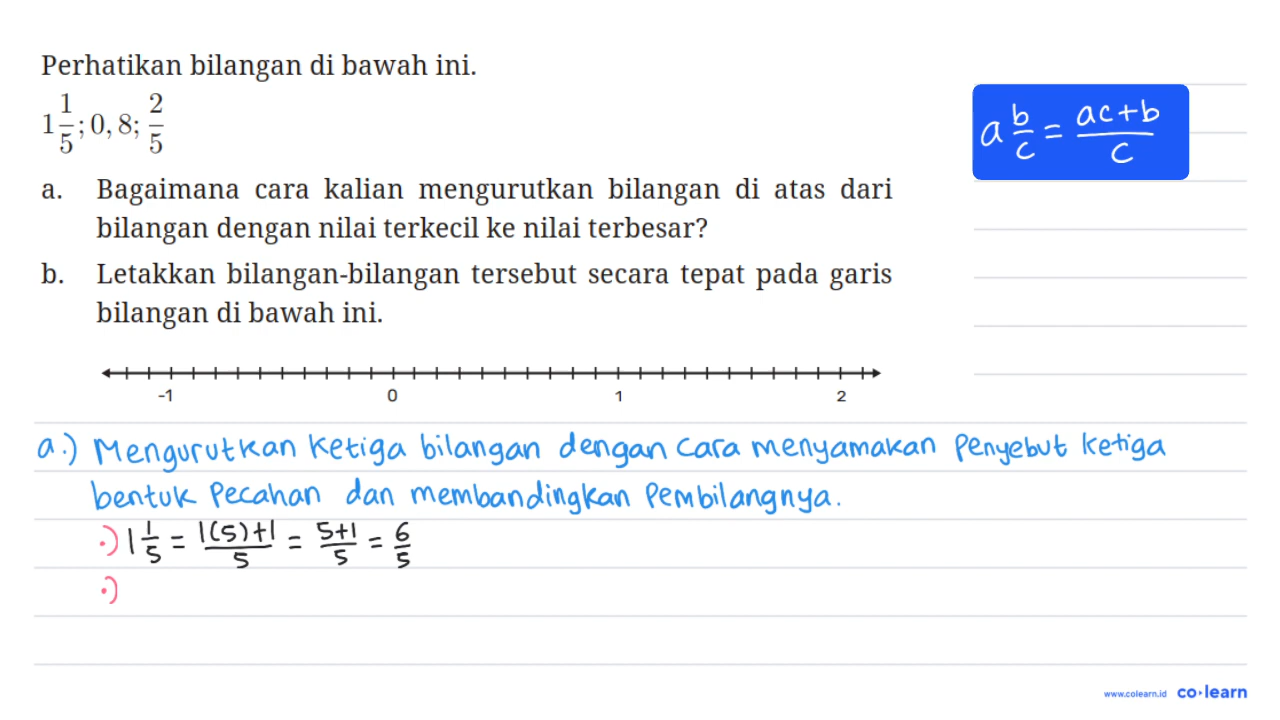 Perhatikan bilangan di bawah ini.
1 1/5; 0, 8; 2/5
a. Bagaimana cara kalian mengurutkan bilangan di atas dari
bilangan dengan nilai terkecil ke nilai terbesar?
b. Letakkan bilangan-bilangan tersebut secara tepat pada garis
bilangan di bawah ini.
-1 0 1 2
a b/c = (ac+b)/c
a.) Mengurutkan ketiga bilangan dengan cara menyamakan penyebut ketiga
bentuk pecahan dan membandingkan pembilangnya.
•) 1 1/5 = (1(5)+1)/5 = (5+1)/5 = 6/5
•)
www.colearn.id co·learn